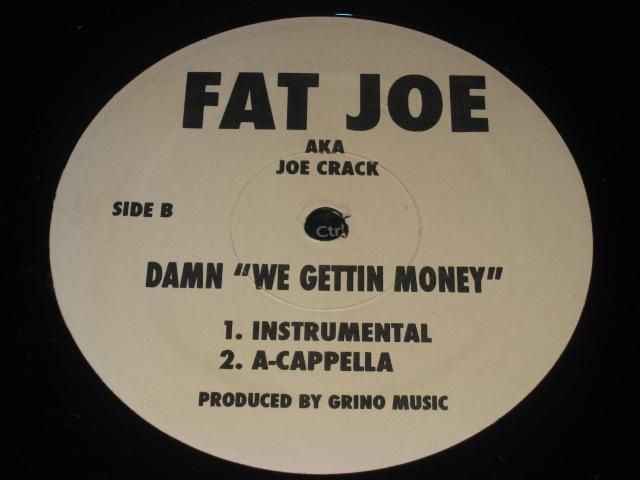 FAT JOE
AKA
JOE CRACK
SIDE B
Ctrl
DAMN "WE GETTIN MONEY"
1. INSTRUMENTAL
2. A-CAPPELLA
PRODUCED BY GRINO MUSIC